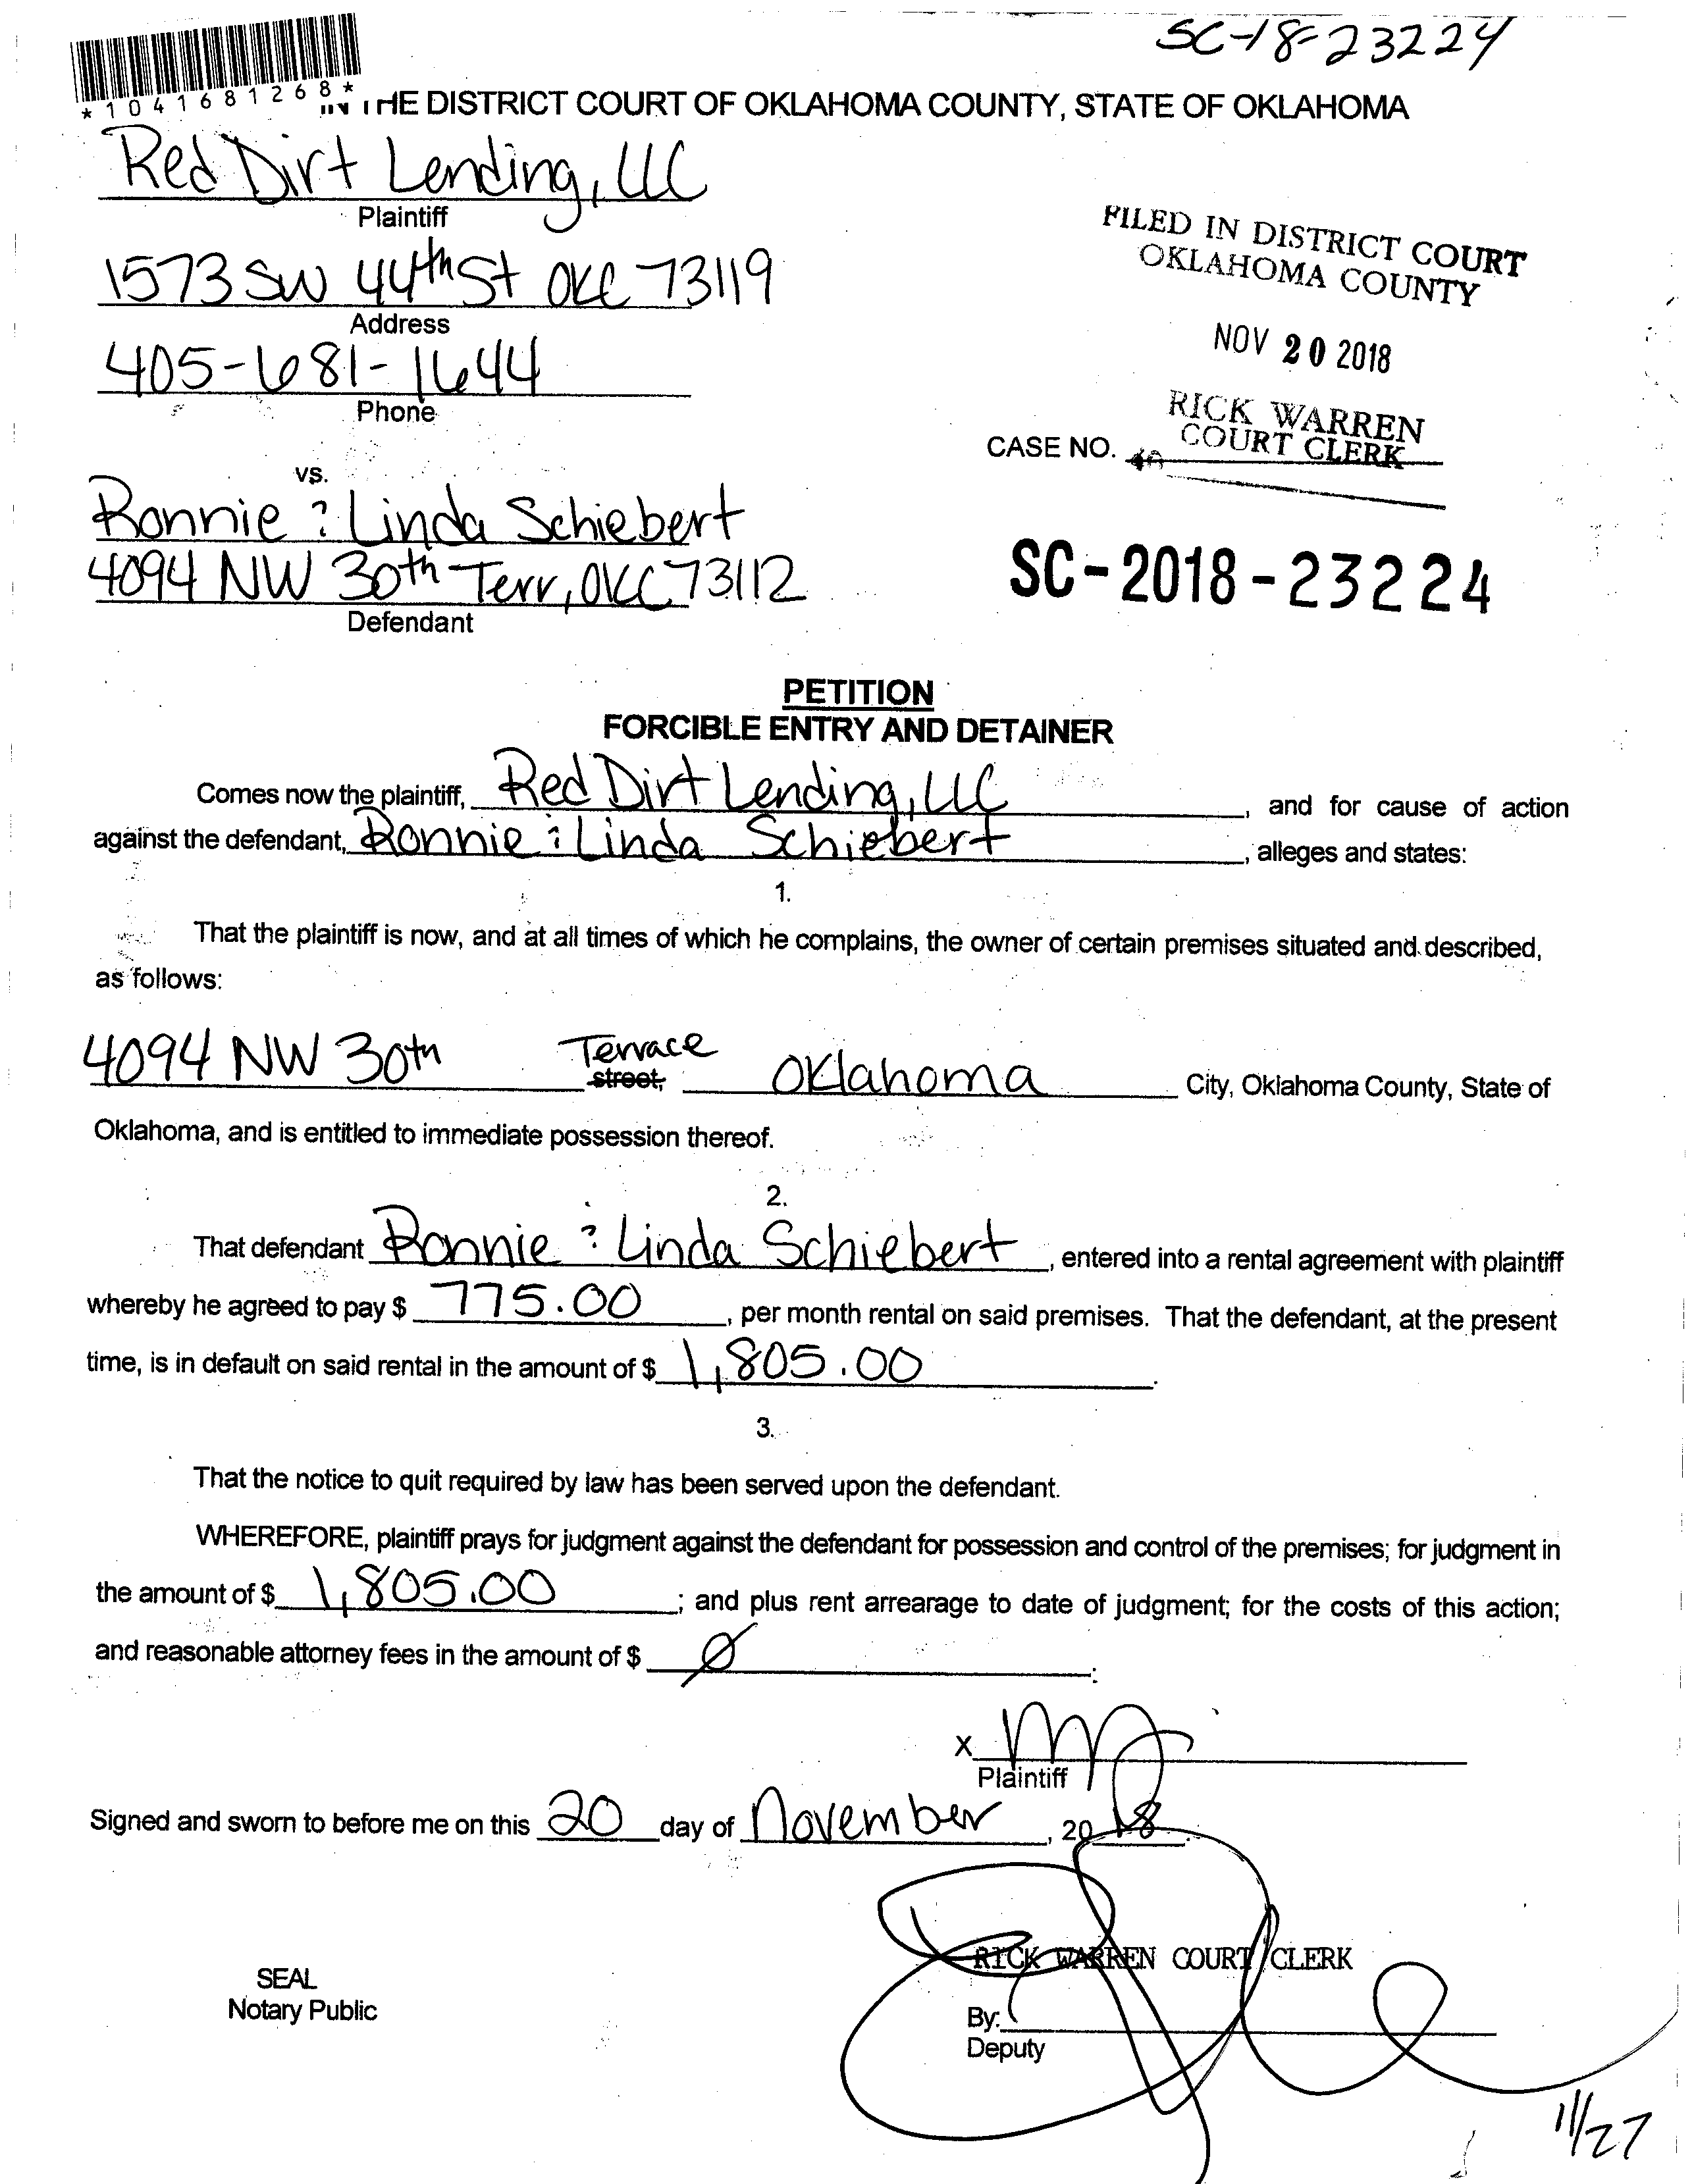 SC-18-23224
*1041681268*
IN THE DISTRICT COURT OF OKLAHOMA COUNTY, STATE OF OKLAHOMA
Red Dirt Lending, LLC
Plaintiff
1573 SW 44th St OKC 73119
Address
405-681-1644
Phone
FILED IN DISTRICT COURT
OKLAHOMA COUNTY
NOV 20 2018
RICK WARREN
COURT CLERK
CASE NO.
vs.
Ronnie & Linda Schiebert
4094 NW 30th Terr, OKC 73112
Defendant
SC-2018-23224
PETITION
FORCIBLE ENTRY AND DETAINER
Comes now the plaintiff, Red Dirt Lending, LLC, and for cause of action
against the defendant, Ronnie & Linda Schiebert, alleges and states:
1.
That the plaintiff is now, and at all times of which he complains, the owner of certain premises situated and described,
as follows:
4094 NW 30th Terrace street, Oklahoma City, Oklahoma County, State of
Oklahoma, and is entitled to immediate possession thereof.
2.
That defendant Ronnie & Linda Schiebert, entered into a rental agreement with plaintiff
whereby he agreed to pay $ 775.00, per month rental on said premises. That the defendant, at the present
time, is in default on said rental in the amount of $ 1,805.00.
3.
That the notice to quit required by law has been served upon the defendant.
WHEREFORE, plaintiff prays for judgment against the defendant for possession and control of the premises; for judgment in
the amount of $ 1,805.00; and plus rent arrearage to date of judgment; for the costs of this action;
and reasonable attorney fees in the amount of $ Ø.
X
Plaintiff
Signed and sworn to before me on this 20 day of November, 2018.
RICK WARREN COURT CLERK
SEAL
Notary Public
By:
Deputy
11/27